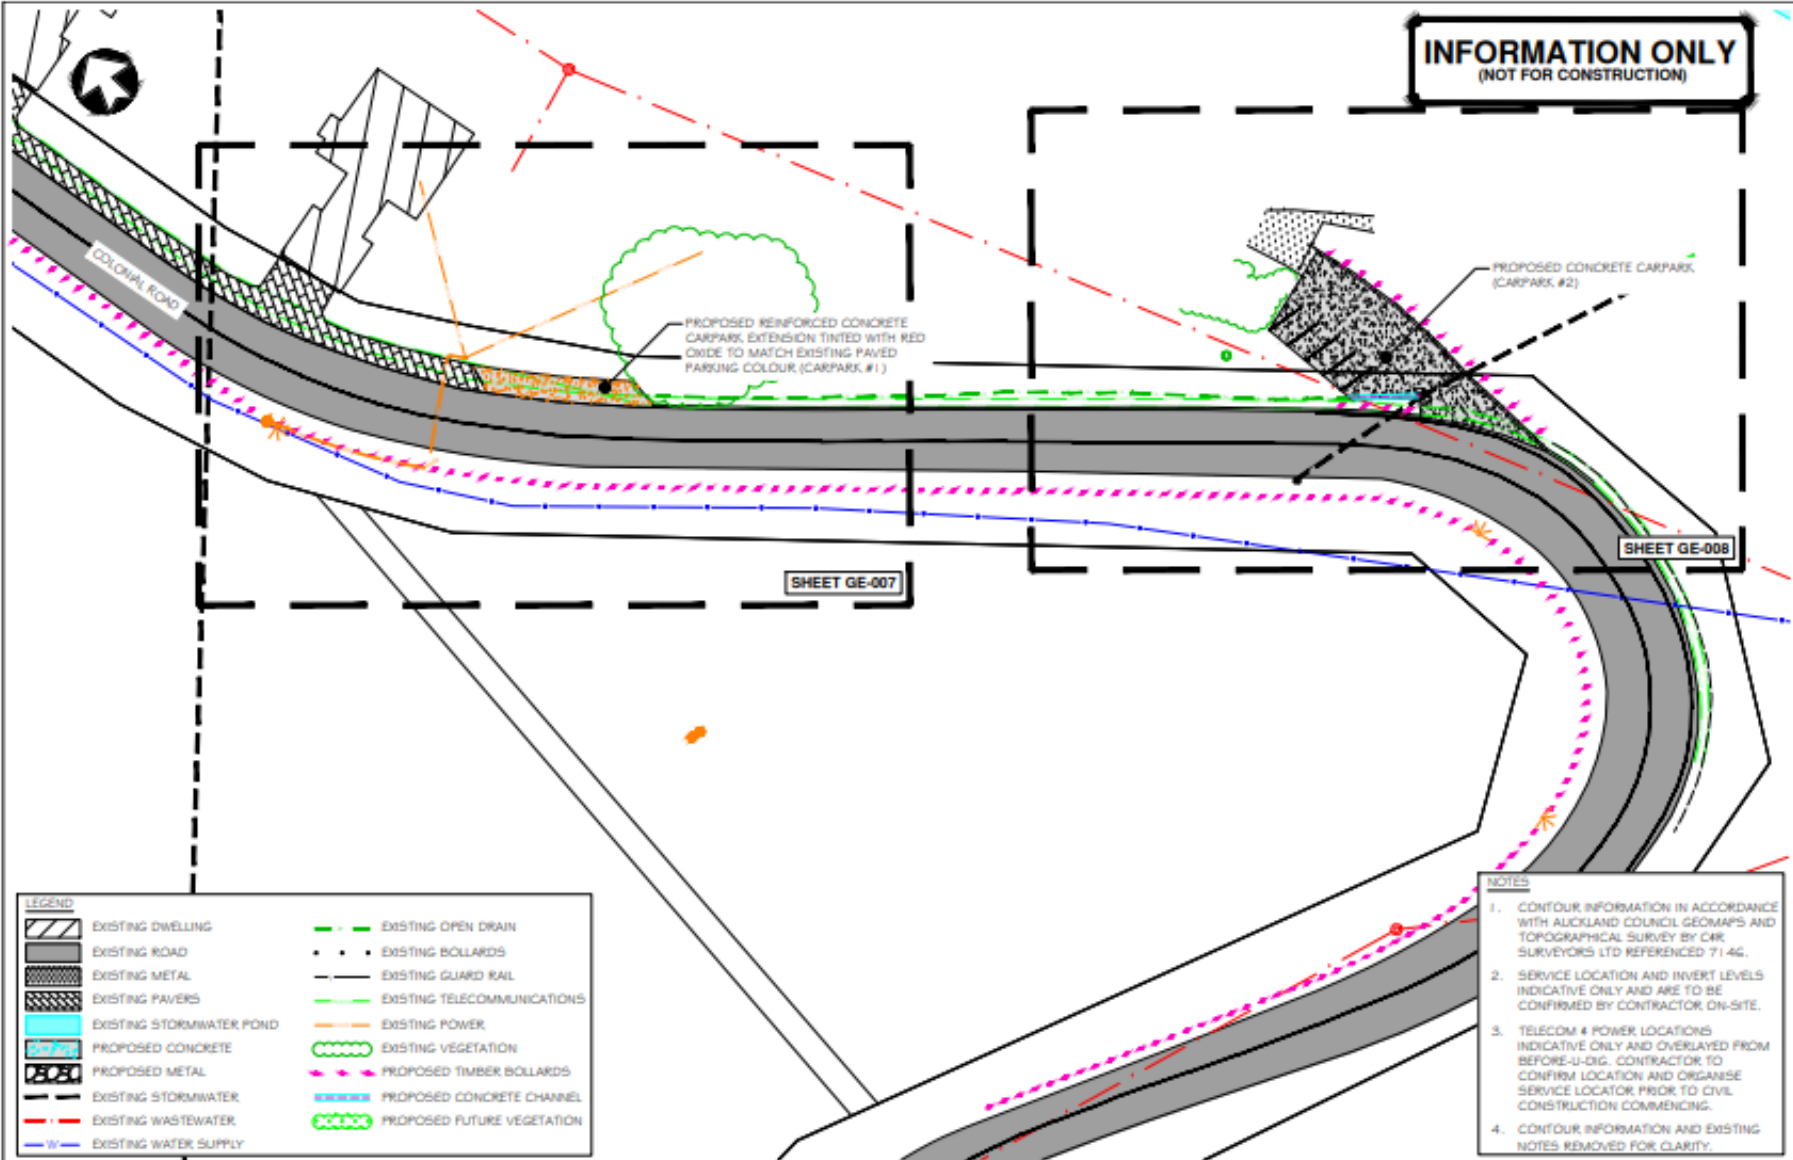 INFORMATION ONLY
(NOT FOR CONSTRUCTION)
COLONIAL ROAD
PROPOSED REINFORCED CONCRETE
CARPARK EXTENSION TINTED WITH RED
OXIDE TO MATCH EXISTING PAVED
PARKING COLOUR (CARPARK #1)
PROPOSED CONCRETE CARPARK
(CARPARK #2)
SHEET GE-007
SHEET GE-008
LEGEND
EXISTING DWELLING
EXISTING ROAD
EXISTING METAL
EXISTING PAVERS
EXISTING STORMWATER POND
PROPOSED CONCRETE
PROPOSED METAL
EXISTING STORMWATER
EXISTING WASTEWATER
W EXISTING WATER SUPPLY
EXISTING OPEN DRAIN
EXISTING BOLLARDS
EXISTING GUARD RAIL
EXISTING TELECOMMUNICATIONS
EXISTING POWER
EXISTING VEGETATION
PROPOSED TIMBER BOLLARDS
PROPOSED CONCRETE CHANNEL
PROPOSED FUTURE VEGETATION
NOTES
1. CONTOUR INFORMATION IN ACCORDANCE
WITH AUCKLAND COUNCIL GEOMAPS AND
TOPOGRAPHICAL SURVEY BY C&R
SURVEYORS LTD REFERENCED 7146.
2. SERVICE LOCATION AND INVERT LEVELS
INDICATIVE ONLY AND ARE TO BE
CONFIRMED BY CONTRACTOR ON-SITE.
3. TELECOM & POWER LOCATIONS
INDICATIVE ONLY AND OVERLAYED FROM
BEFORE-U-DIG. CONTRACTOR TO
CONFIRM LOCATION AND ORGANISE
SERVICE LOCATOR PRIOR TO CIVIL
CONSTRUCTION COMMENCING.
4. CONTOUR INFORMATION AND EXISTING
NOTES REMOVED FOR CLARITY.